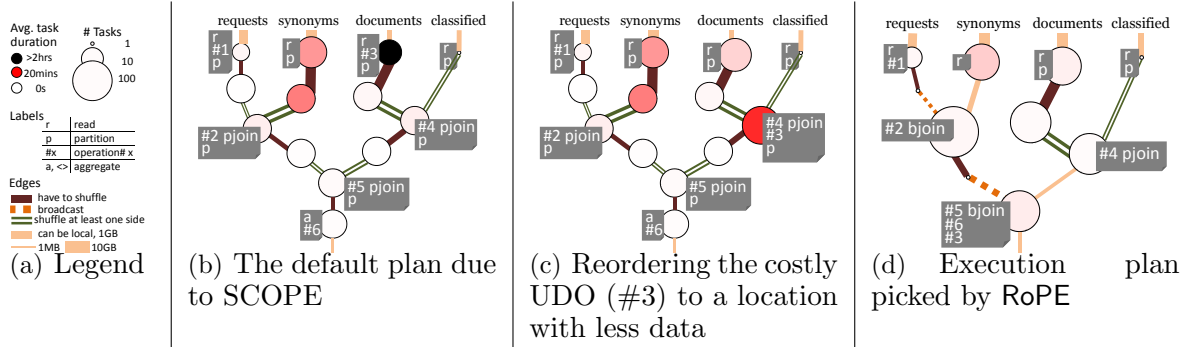 Avg. task
duration
# Tasks
>2hrs
20mins
0s
1
10
100
Labels
r read
p partition
#x operation# x
a, <> aggregate
Edges
have to shuffle
broadcast
shuffle at least one side
can be local, 1GB
1MB 10GB
(a) Legend
requests synonyms documents classified
r
#1
p
r
p
r
#3
p
r
p
#2 pjoin
p
#4 pjoin
p
#5 pjoin
p
a
#6
(b) The default plan due
to SCOPE
requests synonyms documents classified
r
#1
p
r
p
r
p
r
p
#2 pjoin
p
#4 pjoin
#3
p
#5 pjoin
p
a
#6
(c) Reordering the costly
UDO (#3) to a location
with less data
requests synonyms documents classified
r
#1
r
r
p
r
p
#2 bjoin
#4 pjoin
#5 bjoin
#6
#3
(d) Execution plan
picked by RoPE